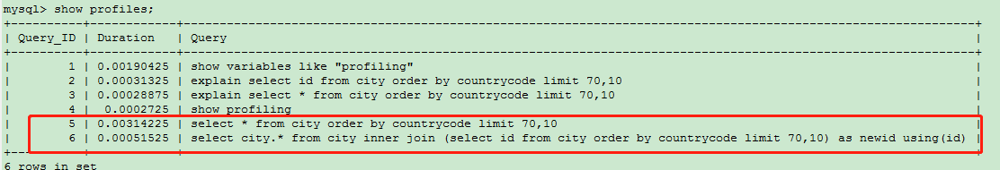 mysql> show profiles;
+----------+------------+-----------------------------------------------------------------------------------------------------------------+
| Query_ID | Duration | Query |
+----------+------------+-----------------------------------------------------------------------------------------------------------------+
| 1 | 0.00190425 | show variables like "profiling" |
| 2 | 0.00031325 | explain select id from city order by countrycode limit 70,10 |
| 3 | 0.00028875 | explain select * from city order by countrycode limit 70,10 |
| 4 | 0.0002725 | show profiling |
| 5 | 0.00314225 | select * from city order by countrycode limit 70,10 |
| 6 | 0.00051525 | select city.* from city inner join (select id from city order by countrycode limit 70,10) as newid using(id) |
+----------+------------+-----------------------------------------------------------------------------------------------------------------+
6 rows in set